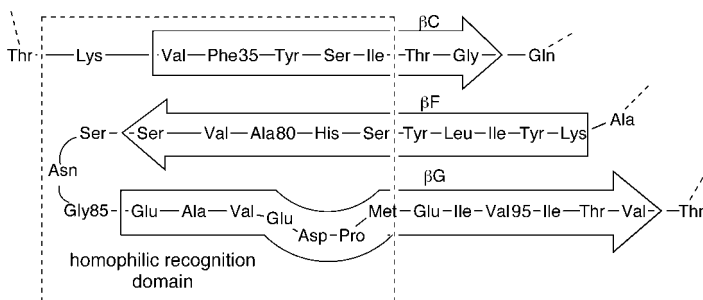 βC
Thr Lys Val Phe35 Tyr Ser Ile Thr Gly Gln
βF
Ser Ser Val Ala80 His Ser Tyr Leu Ile Tyr Lys Ala
Asn
βG
Gly85 Glu Ala Val Glu Asp Pro Met Glu Ile Val95 Ile Thr Val Thr
homophilic recognition
domain